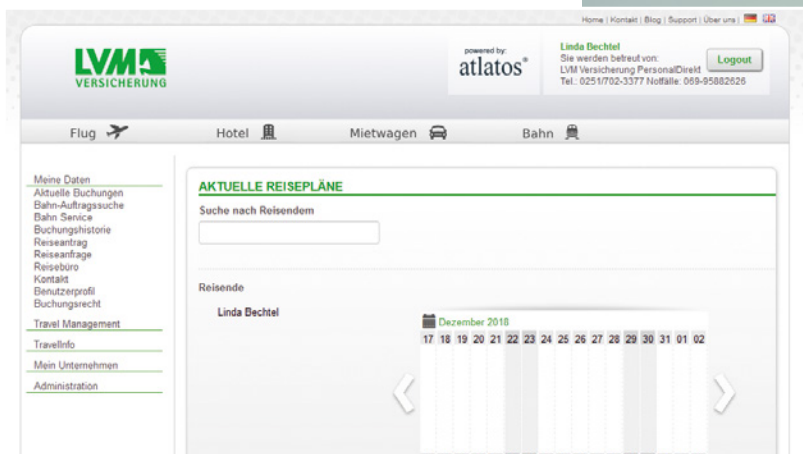 Home | Kontakt | Blog | Support | Über uns |
LVM
VERSICHERUNG
powered by:
atlatos®
Linda Bechtel
Sie werden betreut von:
LVM Versicherung PersonalDirekt
Tel.: 0251/702-3377 Notfälle: 069-95882626
Logout
Flug
Hotel
Mietwagen
Bahn
Meine Daten
Aktuelle Buchungen
Bahn-Auftragssuche
Bahn Service
Buchungshistorie
Reiseantrag
Reiseanfrage
Reisebüro
Kontakt
Benutzerprofil
Buchungsrecht
Travel Management
TravelInfo
Mein Unternehmen
Administration
AKTUELLE REISEPLÄNE
Suche nach Reisendem
Reisende
Linda Bechtel
Dezember 2018
17 18 19 20 21 22 23 24 25 26 27 28 29 30 31 01 02